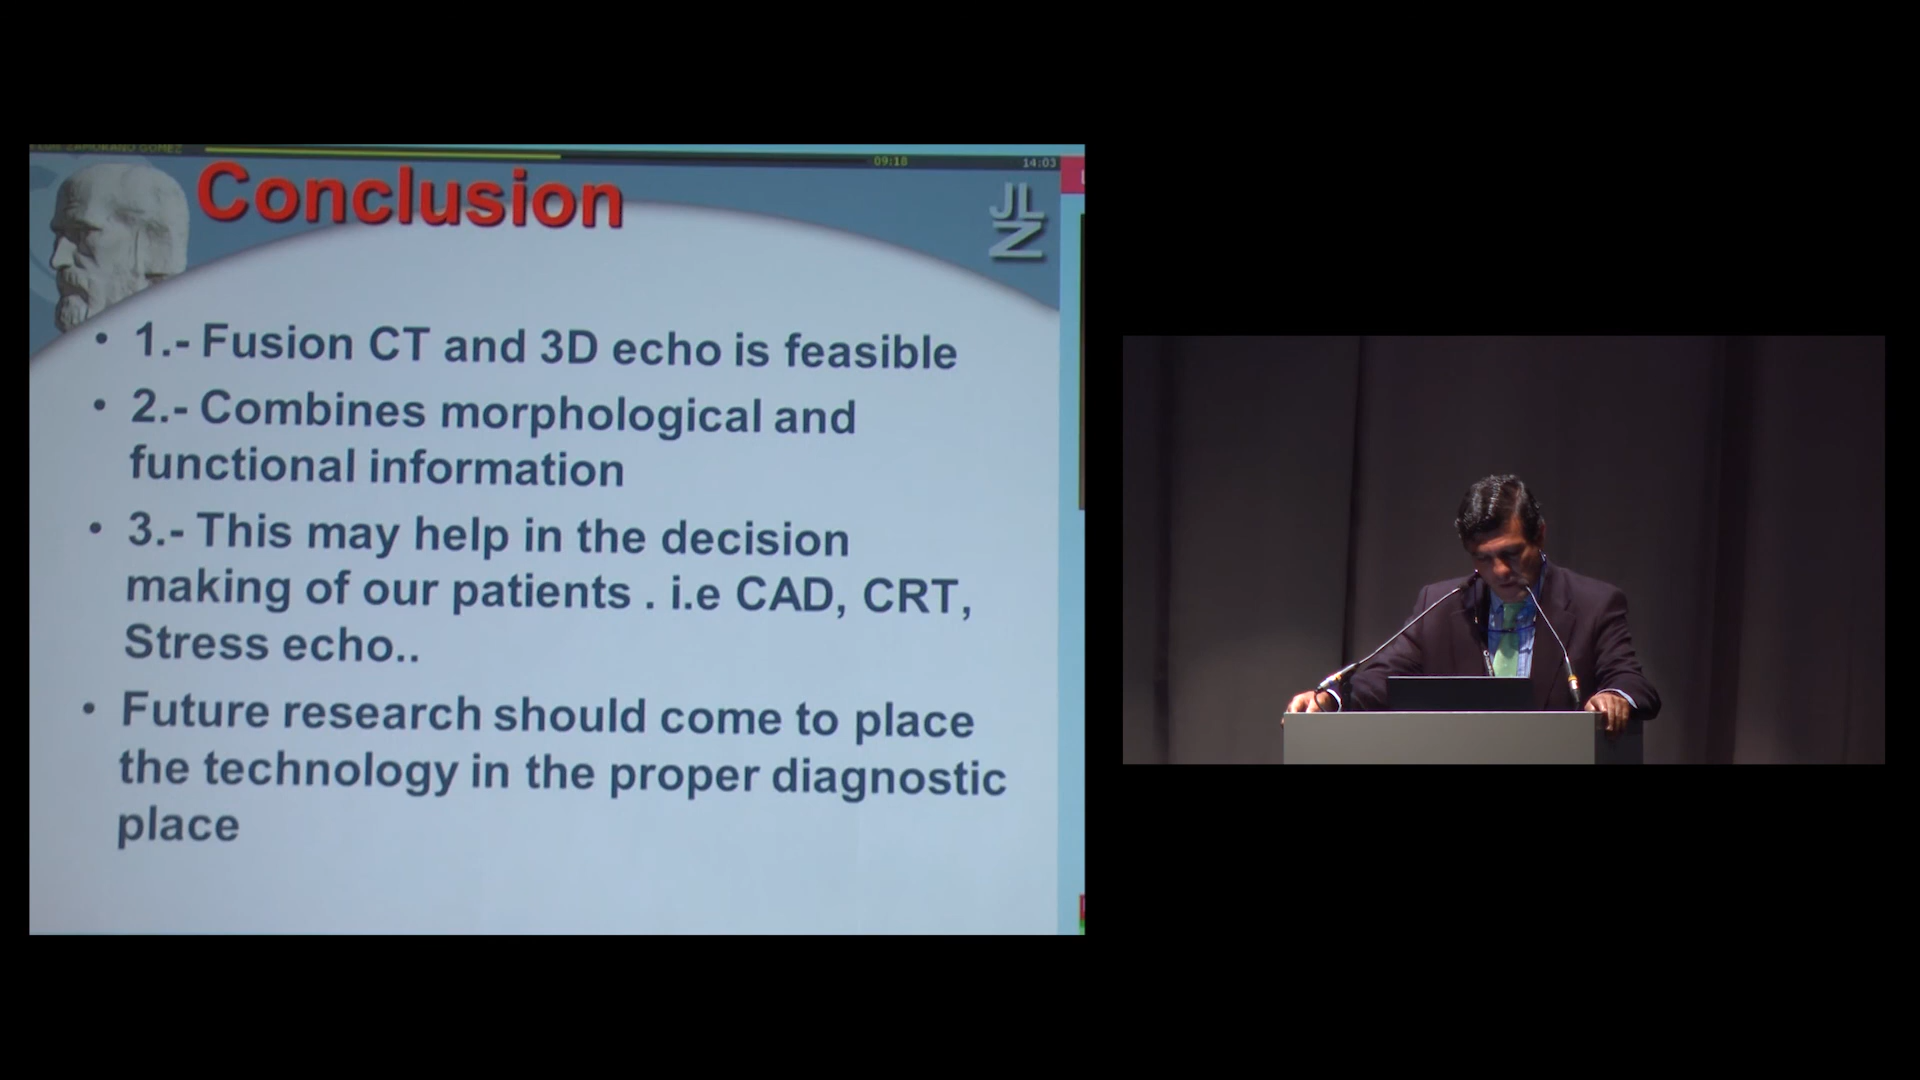 ZAMORANO GOMEZ
09:18
14:03
Conclusion
JL
Z
• 1.- Fusion CT and 3D echo is feasible
• 2.- Combines morphological and
functional information
• 3.- This may help in the decision
making of our patients . i.e CAD, CRT,
Stress echo..
• Future research should come to place
the technology in the proper diagnostic
place